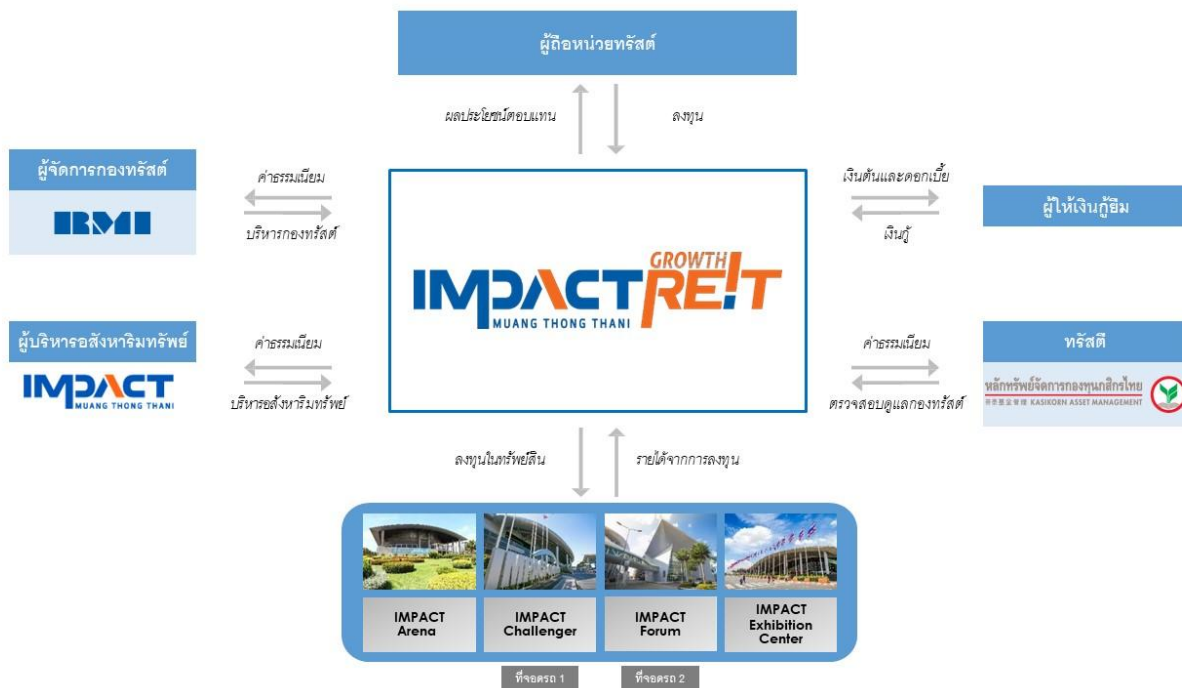 ผู้ถือหน่วยทรัสต์
ผลประโยชน์ตอบแทน
ลงทุน
ผู้จัดการกองทรัสต์
RMI
ค่าธรรมเนียม
บริหารกองทรัสต์
เงินต้นและดอกเบี้ย
เงินกู้
ผู้ให้เงินกู้ยืม
IMPACT GROWTH RE!T
MUANG THONG THANI
ผู้บริหารอสังหาริมทรัพย์
IMPACT
MUANG THONG THANI
ค่าธรรมเนียม
บริหารอสังหาริมทรัพย์
ค่าธรรมเนียม
ตรวจสอบดูแลกองทรัสต์
ทรัสตี
หลักทรัพย์จัดการกองทุนกสิกรไทย
KASIKORN ASSET MANAGEMENT
ลงทุนในทรัพย์สิน
รายได้จากการลงทุน
IMPACT
Arena
IMPACT
Challenger
IMPACT
Forum
IMPACT
Exhibition
Center
ที่จอดรถ 1
ที่จอดรถ 2